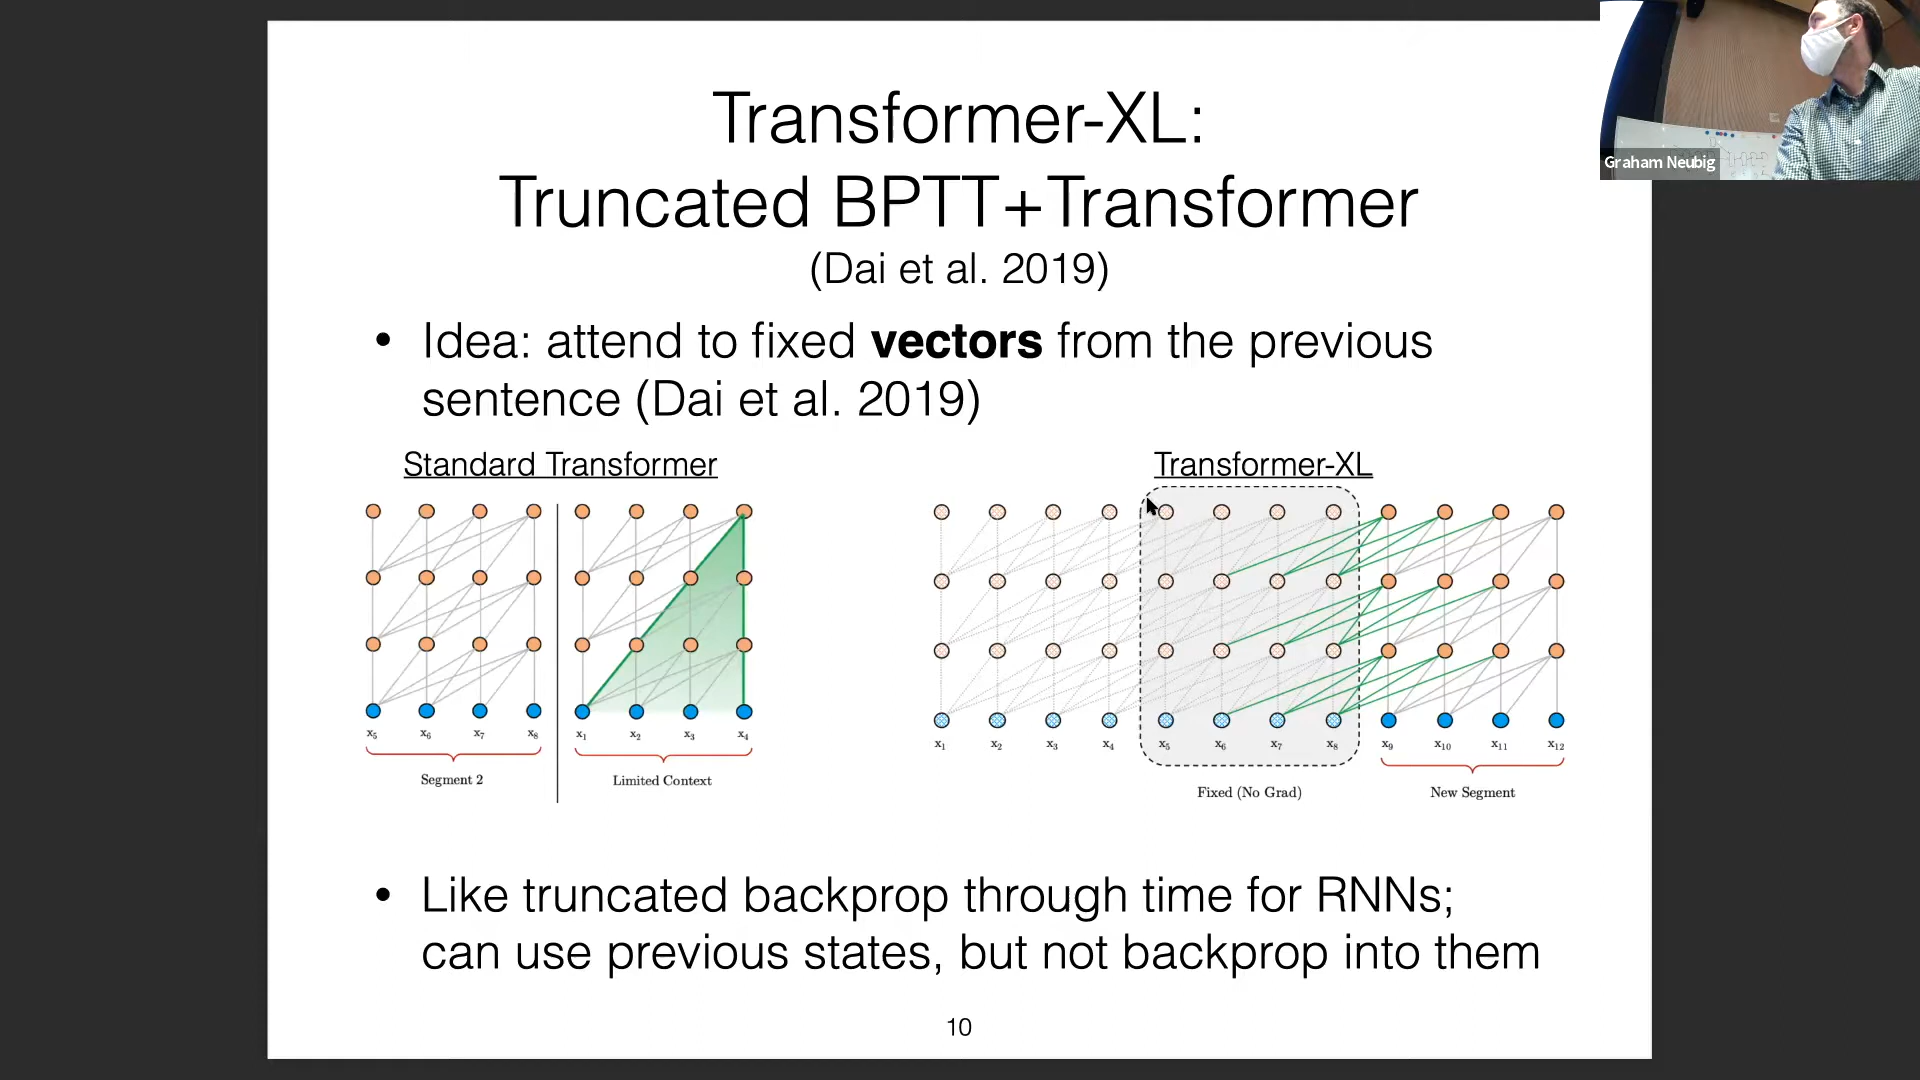 Transformer-XL:
Truncated BPTT+Transformer
(Dai et al. 2019)
Graham Neubig
• Idea: attend to fixed vectors from the previous
sentence (Dai et al. 2019)
Standard Transformer
Transformer-XL
x5 x6 x7 x8 x1 x2 x3 x4
Segment 2
Limited Context
x1 x2 x3 x4 x5 x6 x7 x8 x9 x10 x11 x12
Fixed (No Grad)
New Segment
• Like truncated backprop through time for RNNs;
can use previous states, but not backprop into them
10